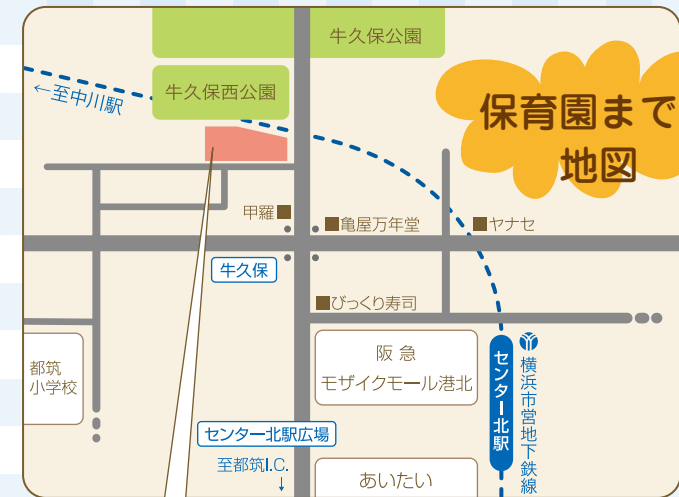 牛久保公園
牛久保西公園
←至中川駅
保育園まで
地図
甲羅■
■亀屋万年堂
■ヤナセ
牛久保
■びっくり寿司
都筑
小学校
阪急
モザイクモール港北
センター北駅
横浜市営地下鉄線
センター北駅広場
至都筑I.C.
↓
あいたい